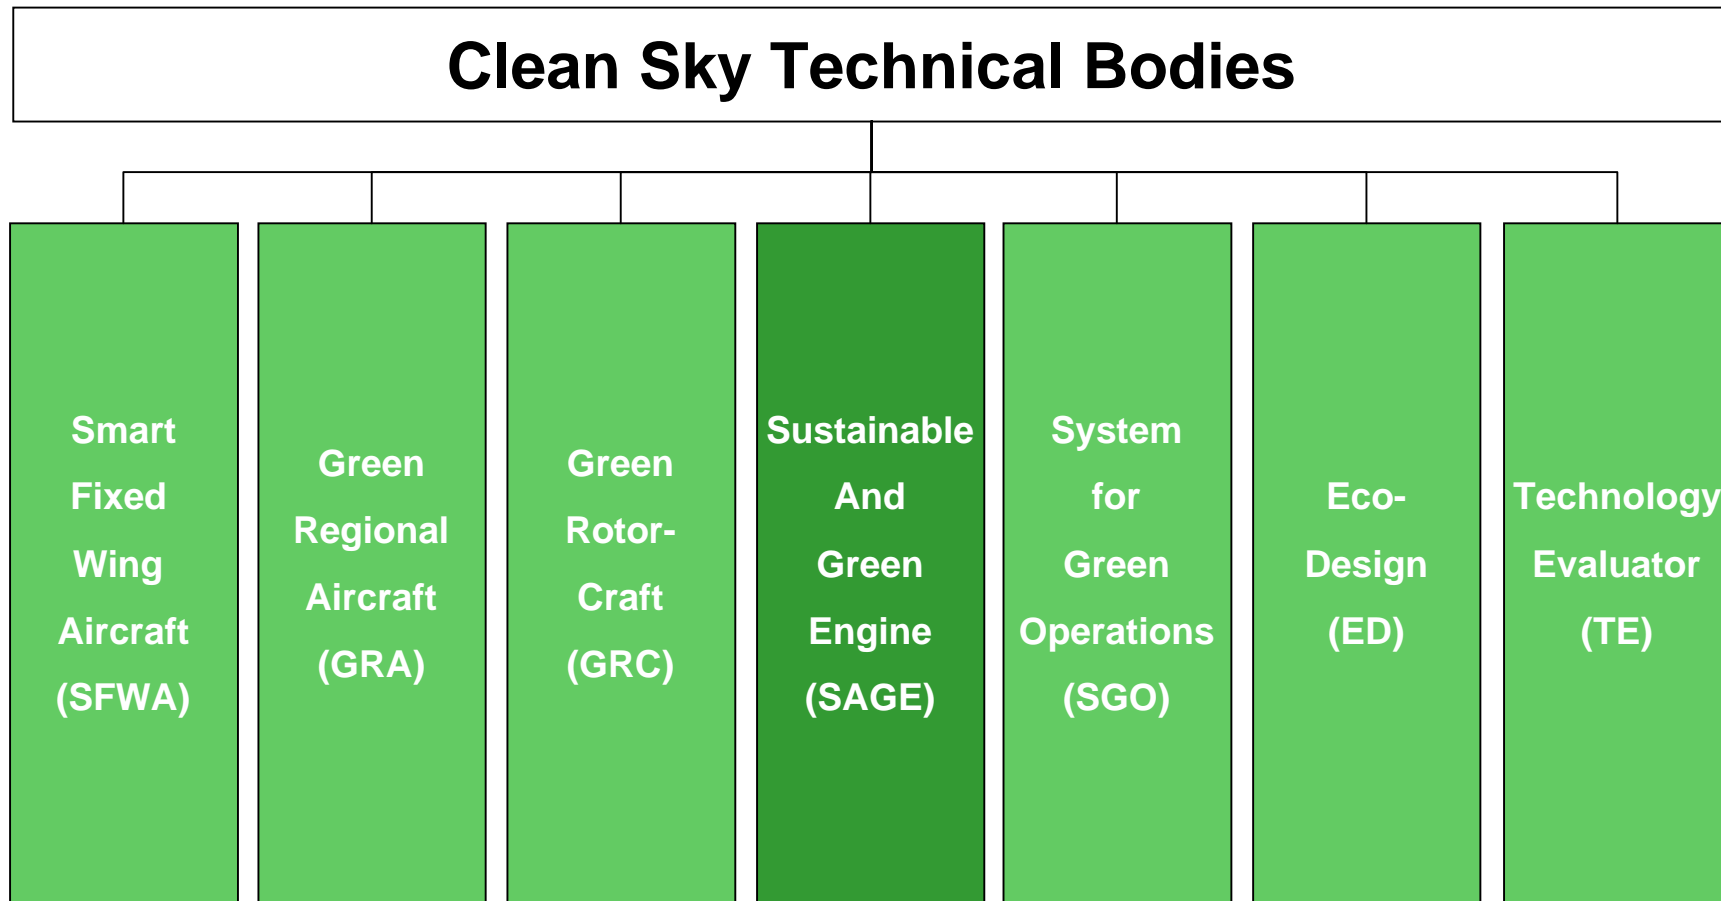 Clean Sky Technical Bodies
Smart
Fixed
Wing
Aircraft
(SFWA)
Green
Regional
Aircraft
(GRA)
Green
Rotor-
Craft
(GRC)
Sustainable
And
Green
Engine
(SAGE)
System
for
Green
Operations
(SGO)
Eco-
Design
(ED)
Technology
Evaluator
(TE)